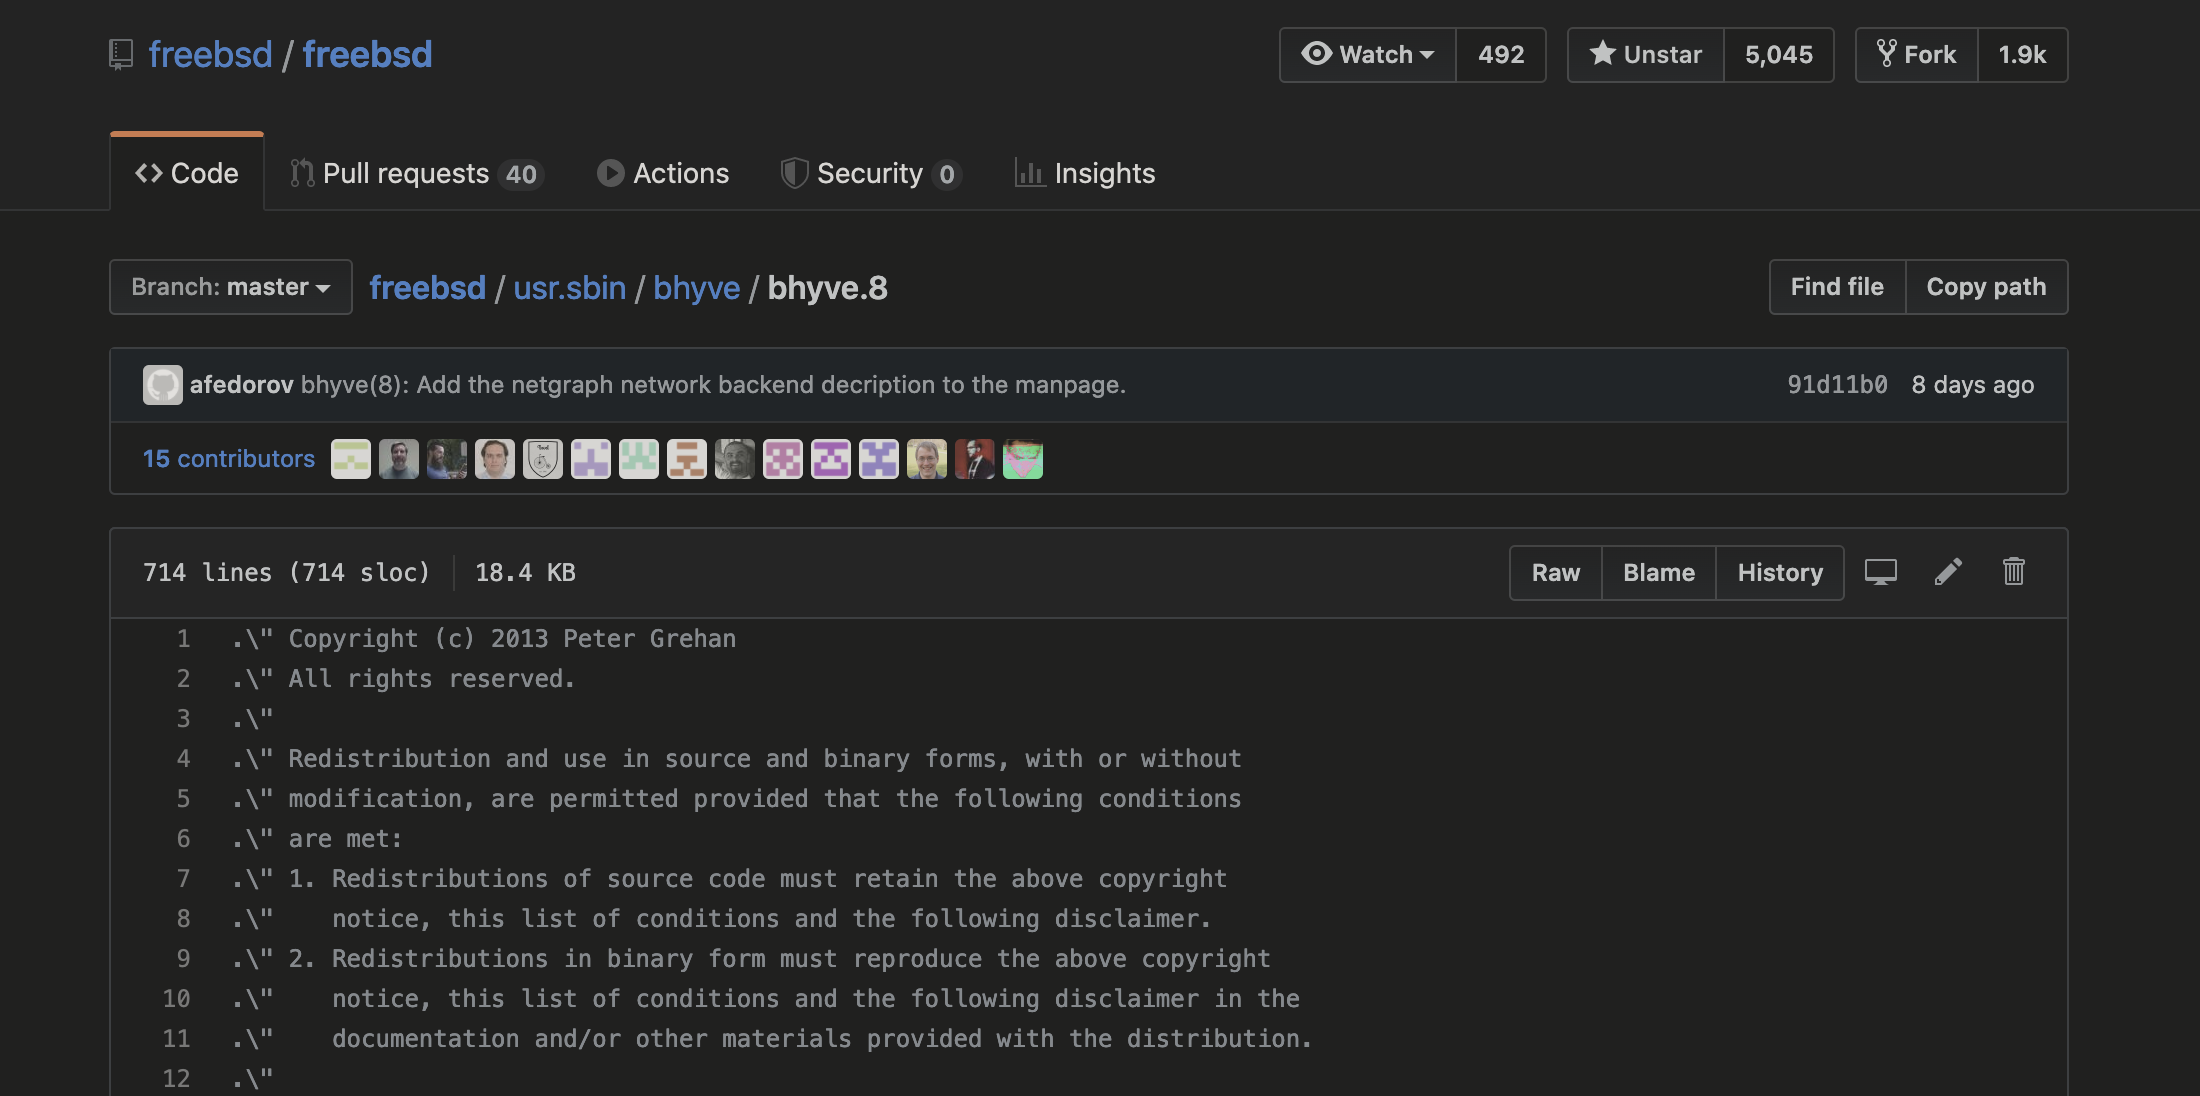 freebsd / freebsd
Watch 492 Unstar 5,045 Fork 1.9k
Code Pull requests 40 Actions Security 0 Insights
Branch: master freebsd / usr.sbin / bhyve / bhyve.8 Find file Copy path
afedorov bhyve(8): Add the netgraph network backend decription to the manpage. 91d11b0 8 days ago
15 contributors
714 lines (714 sloc) 18.4 KB Raw Blame History
1 .\" Copyright (c) 2013 Peter Grehan
2 .\" All rights reserved.
3 .\"
4 .\" Redistribution and use in source and binary forms, with or without
5 .\" modification, are permitted provided that the following conditions
6 .\" are met:
7 .\" 1. Redistributions of source code must retain the above copyright
8 .\"    notice, this list of conditions and the following disclaimer.
9 .\" 2. Redistributions in binary form must reproduce the above copyright
10 .\"    notice, this list of conditions and the following disclaimer in the
11 .\"    documentation and/or other materials provided with the distribution.
12 .\"